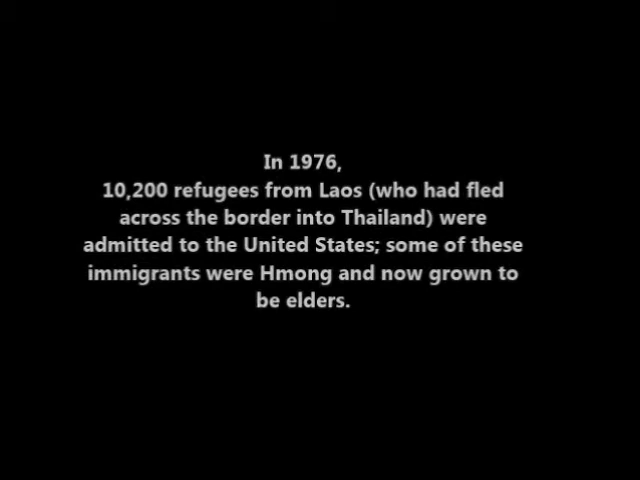 In 1976,
10,200 refugees from Laos (who had fled
across the border into Thailand) were
admitted to the United States; some of these
immigrants were Hmong and now grown to
be elders.